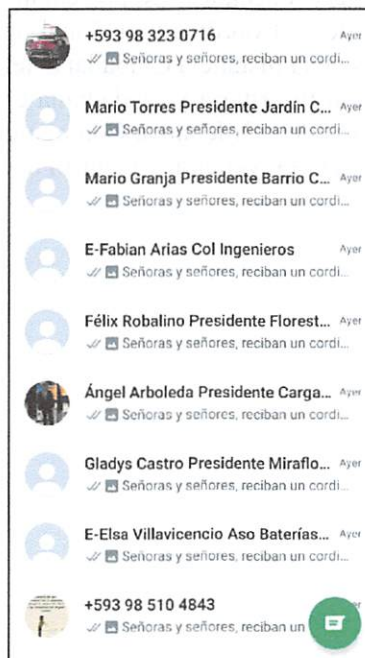 +593 98 323 0716 Ayer
Señoras y señores, reciban un cordi...
Mario Torres Presidente Jardín C... Ayer
Señoras y señores, reciban un cordi...
Mario Granja Presidente Barrio C... Ayer
Señoras y señores, reciban un cordi...
E-Fabian Arias Col Ingenieros Ayer
Señoras y señores, reciban un cordi...
Félix Robalino Presidente Florest... Ayer
Señoras y señores, reciban un cordi...
Ángel Arboleda Presidente Carga... Ayer
Señoras y señores, reciban un cordi...
Gladys Castro Presidente Miraflo... Ayer
Señoras y señores, reciban un cordi...
E-Elsa Villavicencio Aso Baterías... Ayer
Señoras y señores, reciban un cordi...
+593 98 510 4843 Ayer
Señoras y señores, reciban un